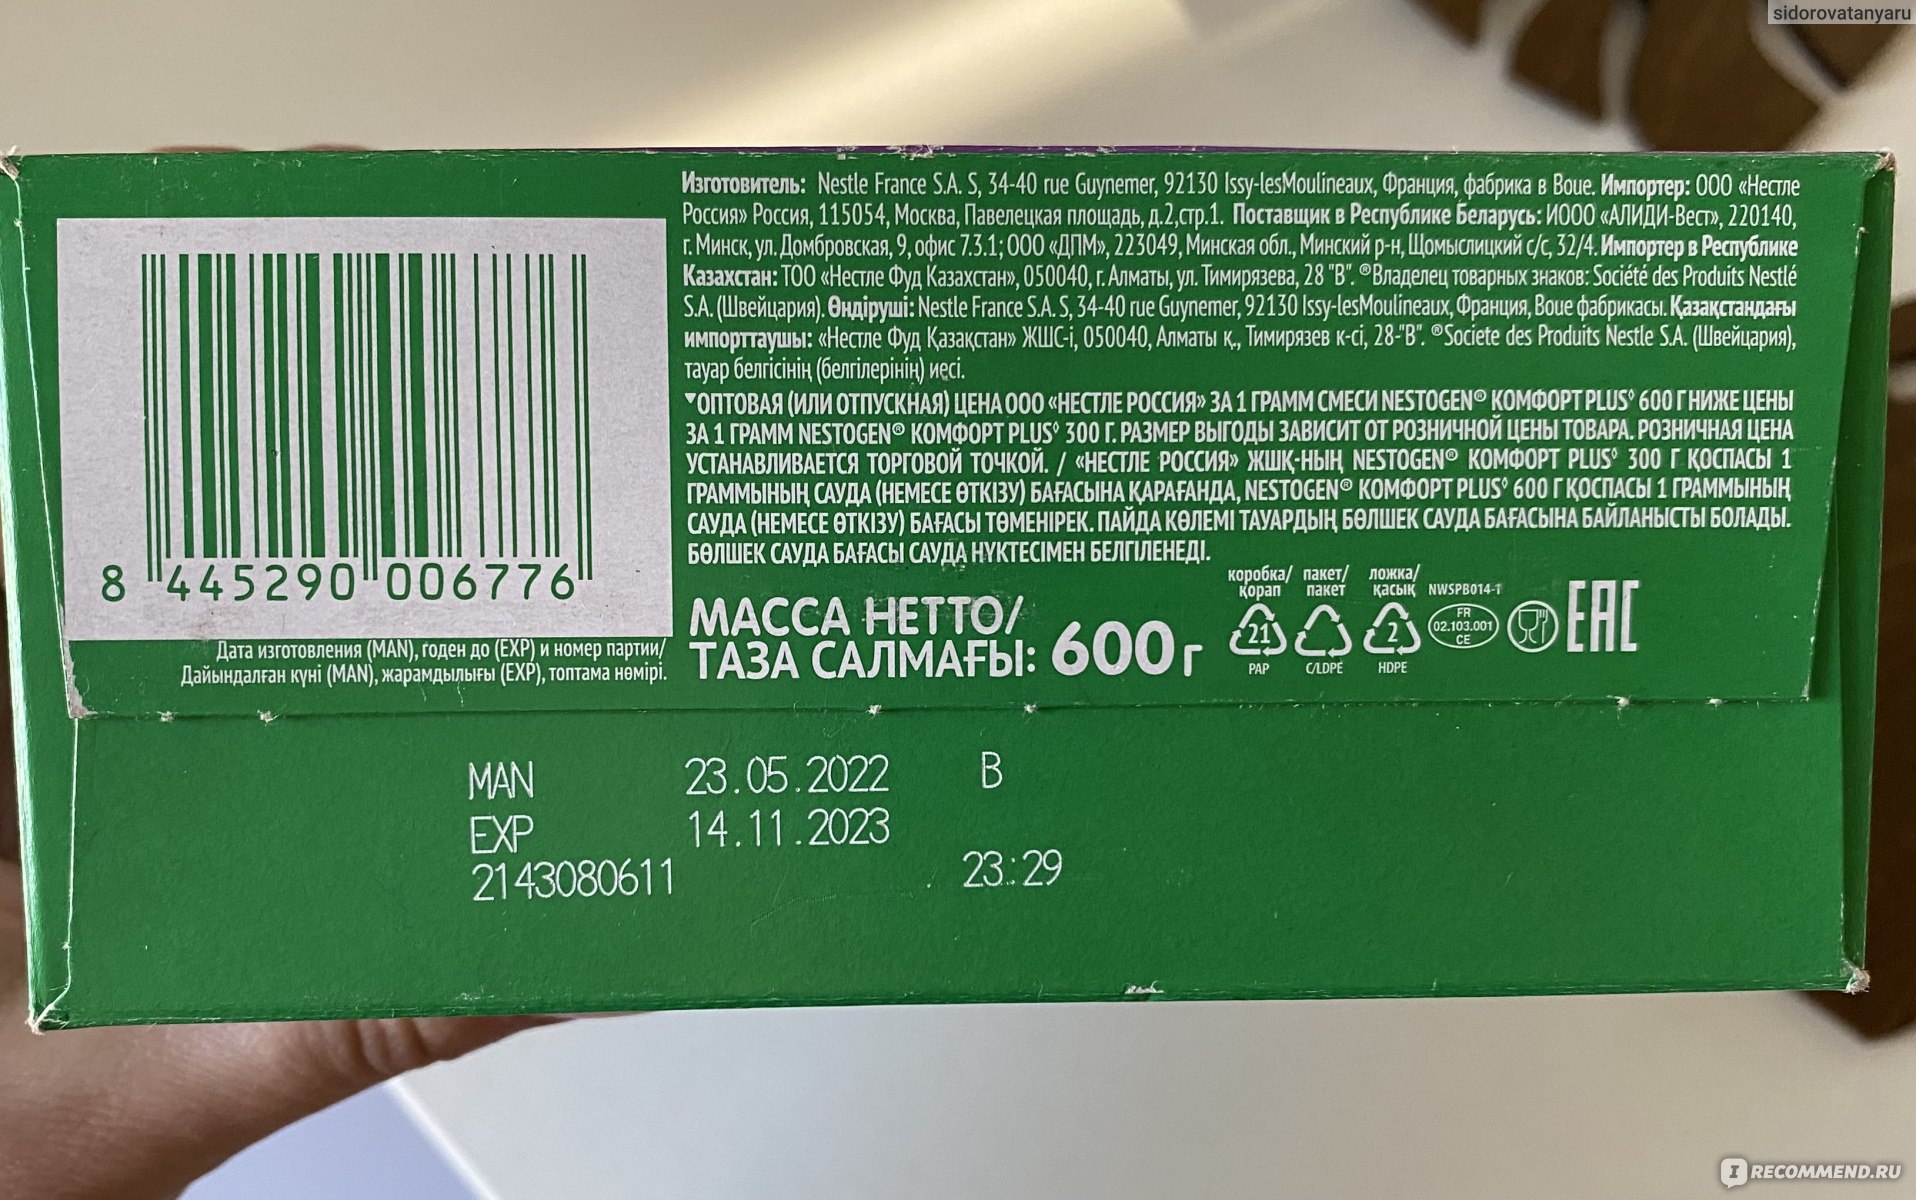 sidorovatanyaru
Изготовитель: Nestle France S.A. S, 34-40 rue Guynemer, 92130 Issy-lesMoulineaux, Франция, фабрика в Boue. Импортер: ООО «Нестле
Россия» Россия, 115054, Москва, Павелецкая площадь, д.2,стр.1. Поставщик в Республике Беларусь: ИООО «АЛИДИ-Вест», 220140,
г. Минск, ул. Домбровская, 9, офис 7.3.1; ООО «ДПМ», 223049, Минская обл., Минский р-н, Щомыслицкий с/с, 32/4. Импортер в Республике
Казахстан: ТОО «Нестле Фуд Казахстан», 050040, г. Алматы, ул. Тимирязева, 28 "В". ®Владелец товарных знаков: Société des Produits Nestlé
S.A. (Швейцария). Өндіруші: Nestle France S.A. S, 34-40 rue Guynemer, 92130 Issy-lesMoulineaux, Франция, Boue фабрикасы. Қазақстандағы
импорттаушы: «Нестле Фуд Қазақстан» ЖШС-і, 050040, Алматы қ., Тимирязев к-сі, 28-"В". ®Societe des Produits Nestle S.A. (Швейцария),
тауар белгісінің (белгілерінің) иесі.
▼ОПТОВАЯ (ИЛИ ОТПУСКНАЯ) ЦЕНА ООО «НЕСТЛЕ РОССИЯ» ЗА 1 ГРАММ СМЕСИ NESTOGEN® КОМФОРТ PLUS◊ 600 Г НИЖЕ ЦЕНЫ
ЗА 1 ГРАММ NESTOGEN® КОМФОРТ PLUS◊ 300 Г. РАЗМЕР ВЫГОДЫ ЗАВИСИТ ОТ РОЗНИЧНОЙ ЦЕНЫ ТОВАРА. РОЗНИЧНАЯ ЦЕНА
УСТАНАВЛИВАЕТСЯ ТОРГОВОЙ ТОЧКОЙ. / «НЕСТЛЕ РОССИЯ» ЖШҚ-НЫҢ NESTOGEN® КОМФОРТ PLUS◊ 300 Г ҚОСПАСЫ 1
ГРАММЫНЫҢ САУДА (НЕМЕСЕ ӨТКІЗУ) БАҒАСЫНА ҚАРАҒАНДА, NESTOGEN® КОМФОРТ PLUS◊ 600 Г ҚОСПАСЫ 1 ГРАММЫНЫҢ
САУДА (НЕМЕСЕ ӨТКІЗУ) БАҒАСЫ ТӨМЕНІРЕК. ПАЙДА КӨЛЕМІ ТАУАРДЫҢ БӨЛШЕК САУДА БАҒАСЫНА БАЙЛАНЫСТЫ БОЛАДЫ.
БӨЛШЕК САУДА БАҒАСЫ САУДА НҮКТЕСІМЕН БЕЛГІЛЕНЕДІ.
8 445290 006776
Дата изготовления (MAN), годен до (EXP) и номер партии/
Дайындалған күні (MAN), жарамдылығы (EXP), топтама нөмірі.
МАССА НЕТТО/
ТАЗА САЛМАҒЫ: 600 г
коробка/ пакет/ ложка/
қорап пакет қасық NWSPB014-1
21 2 FR
02.103.001
CE
EAC
PAP C/LDPE HDPE
MAN 23.05.2022 B
EXP 14.11.2023
2143080611 23:29
IRECOMMEND.RU